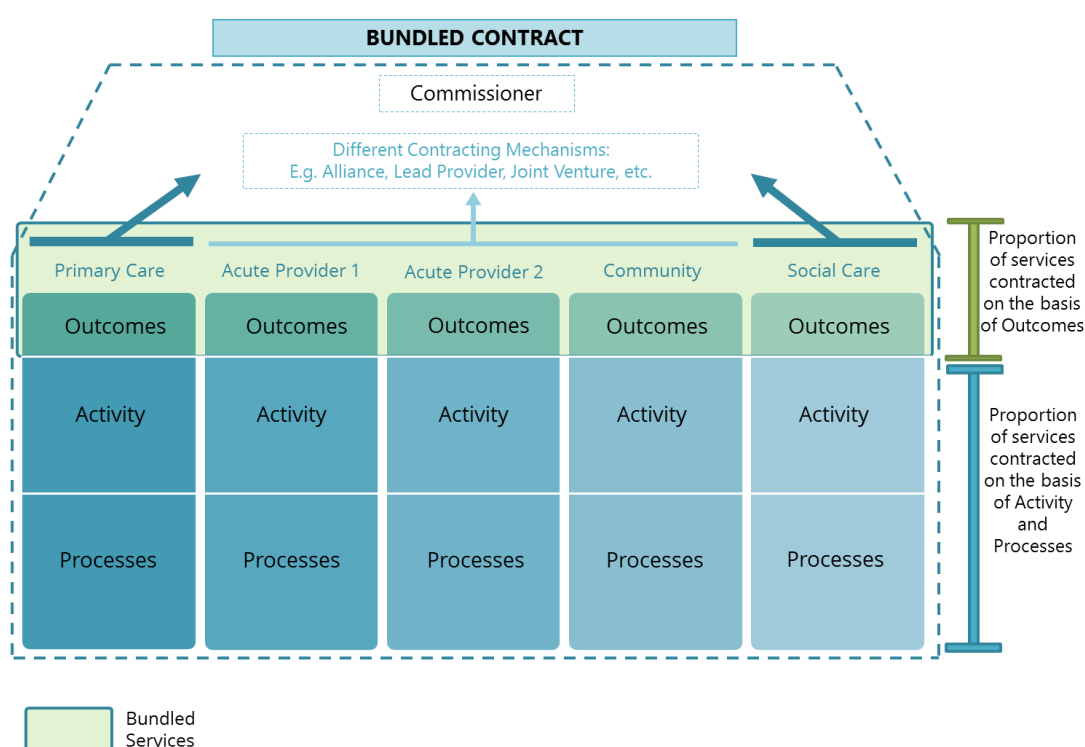 BUNDLED CONTRACT
Commissioner
Different Contracting Mechanisms:
E.g. Alliance, Lead Provider, Joint Venture, etc.
Primary Care
Acute Provider 1
Acute Provider 2
Community
Social Care
Outcomes
Outcomes
Outcomes
Outcomes
Outcomes
Activity
Activity
Activity
Activity
Activity
Processes
Processes
Processes
Processes
Processes
Proportion
of services
contracted
on the basis
of Outcomes
Proportion
of services
contracted
on the basis
of Activity
and
Processes
Bundled
Services